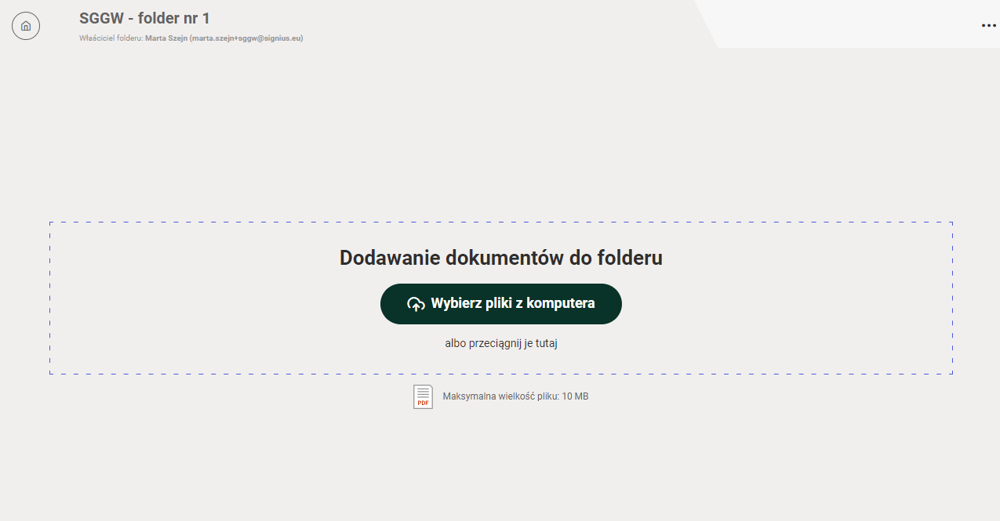 SGGW - folder nr 1
Właściciel folderu: Marta Szejn (marta.szejn+sggw@signius.eu)
Dodawanie dokumentów do folderu
Wybierz pliki z komputera
albo przeciągnij je tutaj
PDF
Maksymalna wielkość pliku: 10 MB